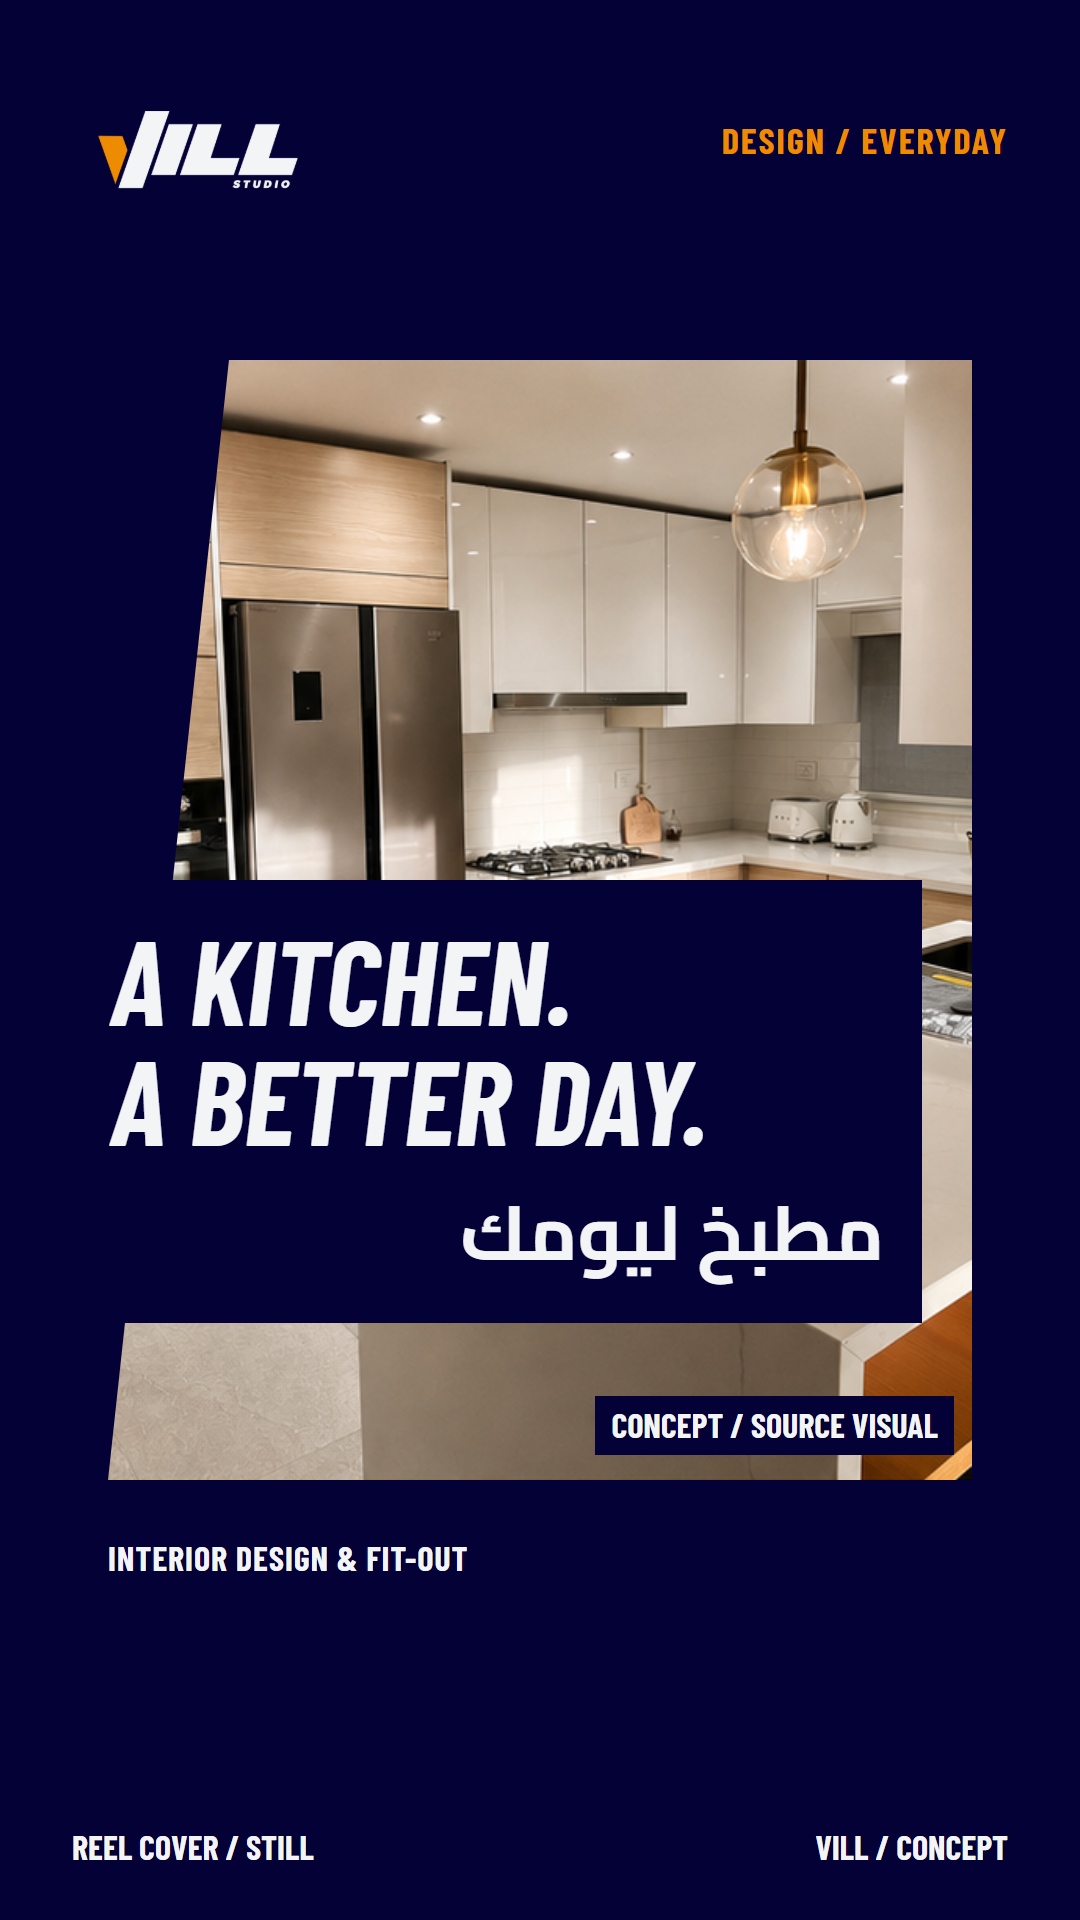 VILL
STUDIO
DESIGN / EVERYDAY
A KITCHEN.
A BETTER DAY.
مطبخ ليومك
CONCEPT / SOURCE VISUAL
INTERIOR DESIGN & FIT-OUT
REEL COVER / STILL
VILL / CONCEPT